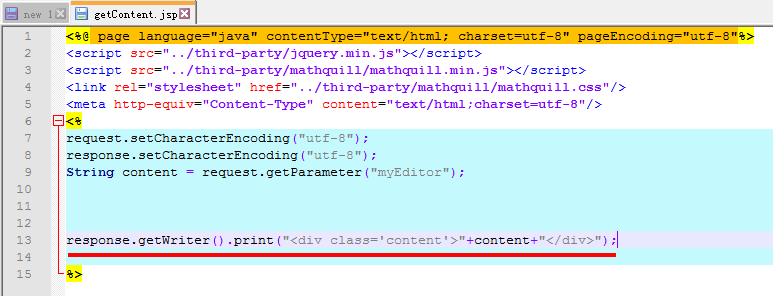 new 1
getContent.jsp
1 <%@ page language="java" contentType="text/html; charset=utf-8" pageEncoding="utf-8"%>
2 <script src="../third-party/jquery.min.js"></script>
3 <script src="../third-party/mathquill/mathquill.min.js"></script>
4 <link rel="stylesheet" href="../third-party/mathquill/mathquill.css"/>
5 <meta http-equiv="Content-Type" content="text/html;charset=utf-8"/>
6 <%
7 request.setCharacterEncoding("utf-8");
8 response.setCharacterEncoding("utf-8");
9 String content = request.getParameter("myEditor");
10
11
12
13 response.getWriter().print("<div class='content'>"+content+"</div>");
14
15 %>